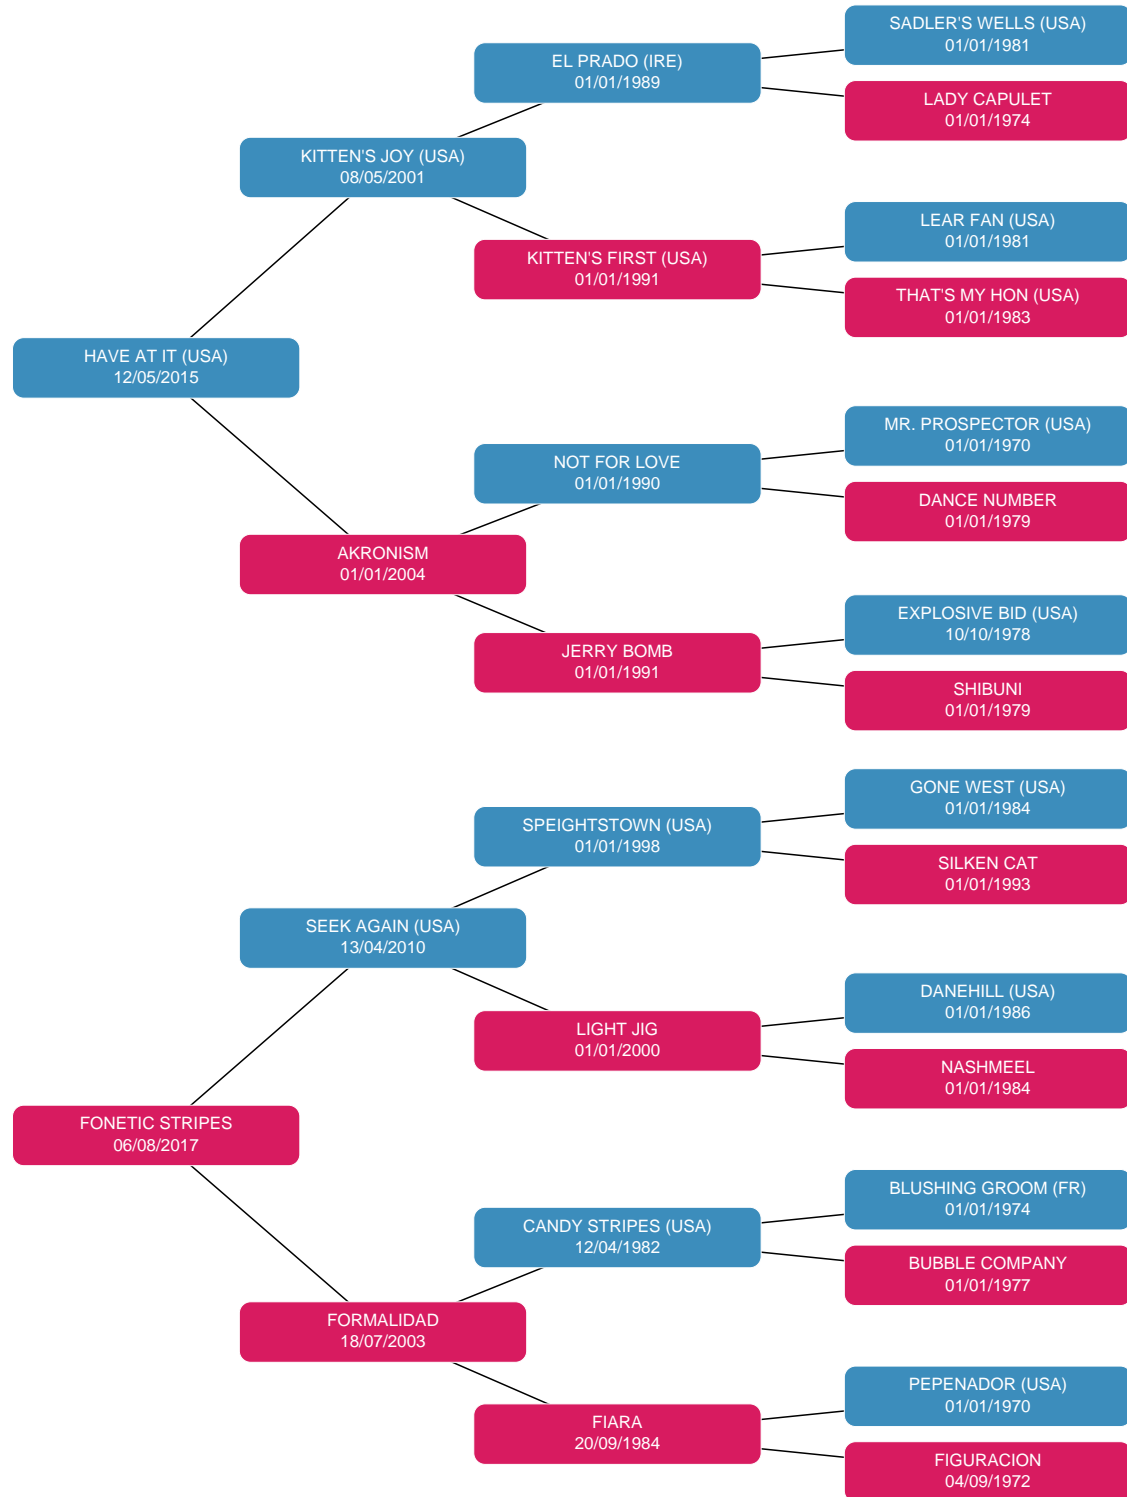 SADLER'S WELLS (USA)
01/01/1981
EL PRADO (IRE)
01/01/1989
LADY CAPULET
01/01/1974
KITTEN'S JOY (USA)
08/05/2001
LEAR FAN (USA)
01/01/1981
KITTEN'S FIRST (USA)
01/01/1991
THAT'S MY HON (USA)
01/01/1983
HAVE AT IT (USA)
12/05/2015
MR. PROSPECTOR (USA)
01/01/1970
NOT FOR LOVE
01/01/1990
DANCE NUMBER
01/01/1979
AKRONISM
01/01/2004
EXPLOSIVE BID (USA)
10/10/1978
JERRY BOMB
01/01/1991
SHIBUNI
01/01/1979
GONE WEST (USA)
01/01/1984
SPEIGHTSTOWN (USA)
01/01/1998
SILKEN CAT
01/01/1993
SEEK AGAIN (USA)
13/04/2010
DANEHILL (USA)
01/01/1986
LIGHT JIG
01/01/2000
NASHMEEL
01/01/1984
FONETIC STRIPES
06/08/2017
BLUSHING GROOM (FR)
01/01/1974
CANDY STRIPES (USA)
12/04/1982
BUBBLE COMPANY
01/01/1977
FORMALIDAD
18/07/2003
PEPENADOR (USA)
01/01/1970
FIARA
20/09/1984
FIGURACION
04/09/1972